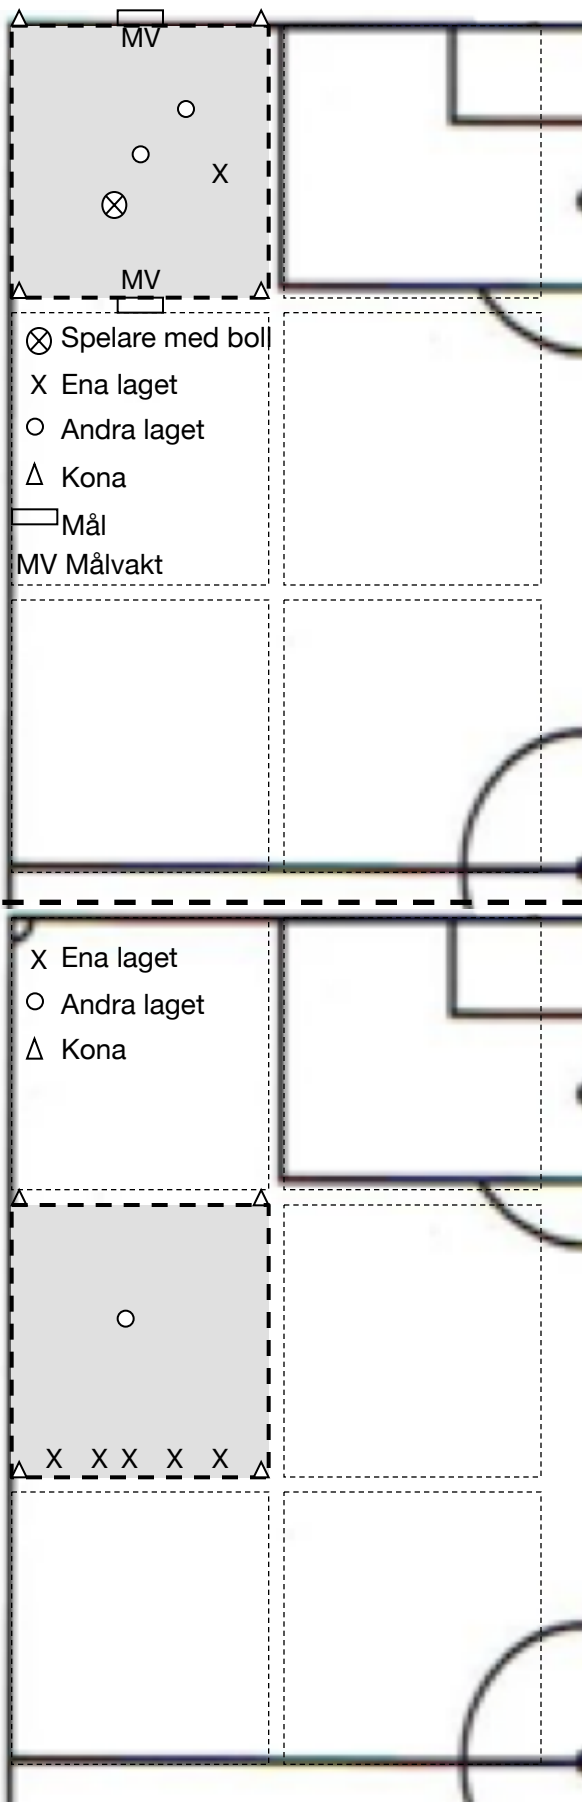 MV
X
MV
Spelare med boll
X Ena laget
Andra laget
Kona
Mål
MV Målvakt
X Ena laget
Andra laget
Kona
X X X X X